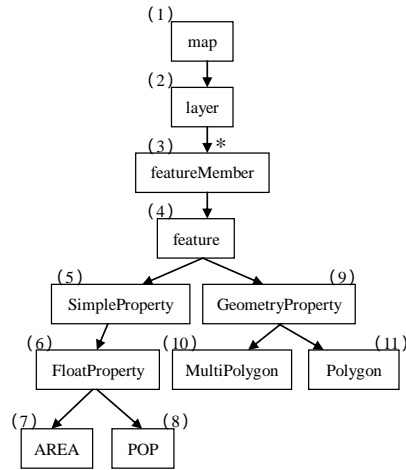 (1)
map
(2)
layer
(3) *
featureMember
(4)
feature
(5) (9)
SimpleProperty GeometryProperty
(6) (10) (11)
FloatProperty MultiPolygon Polygon
(7) (8)
AREA POP